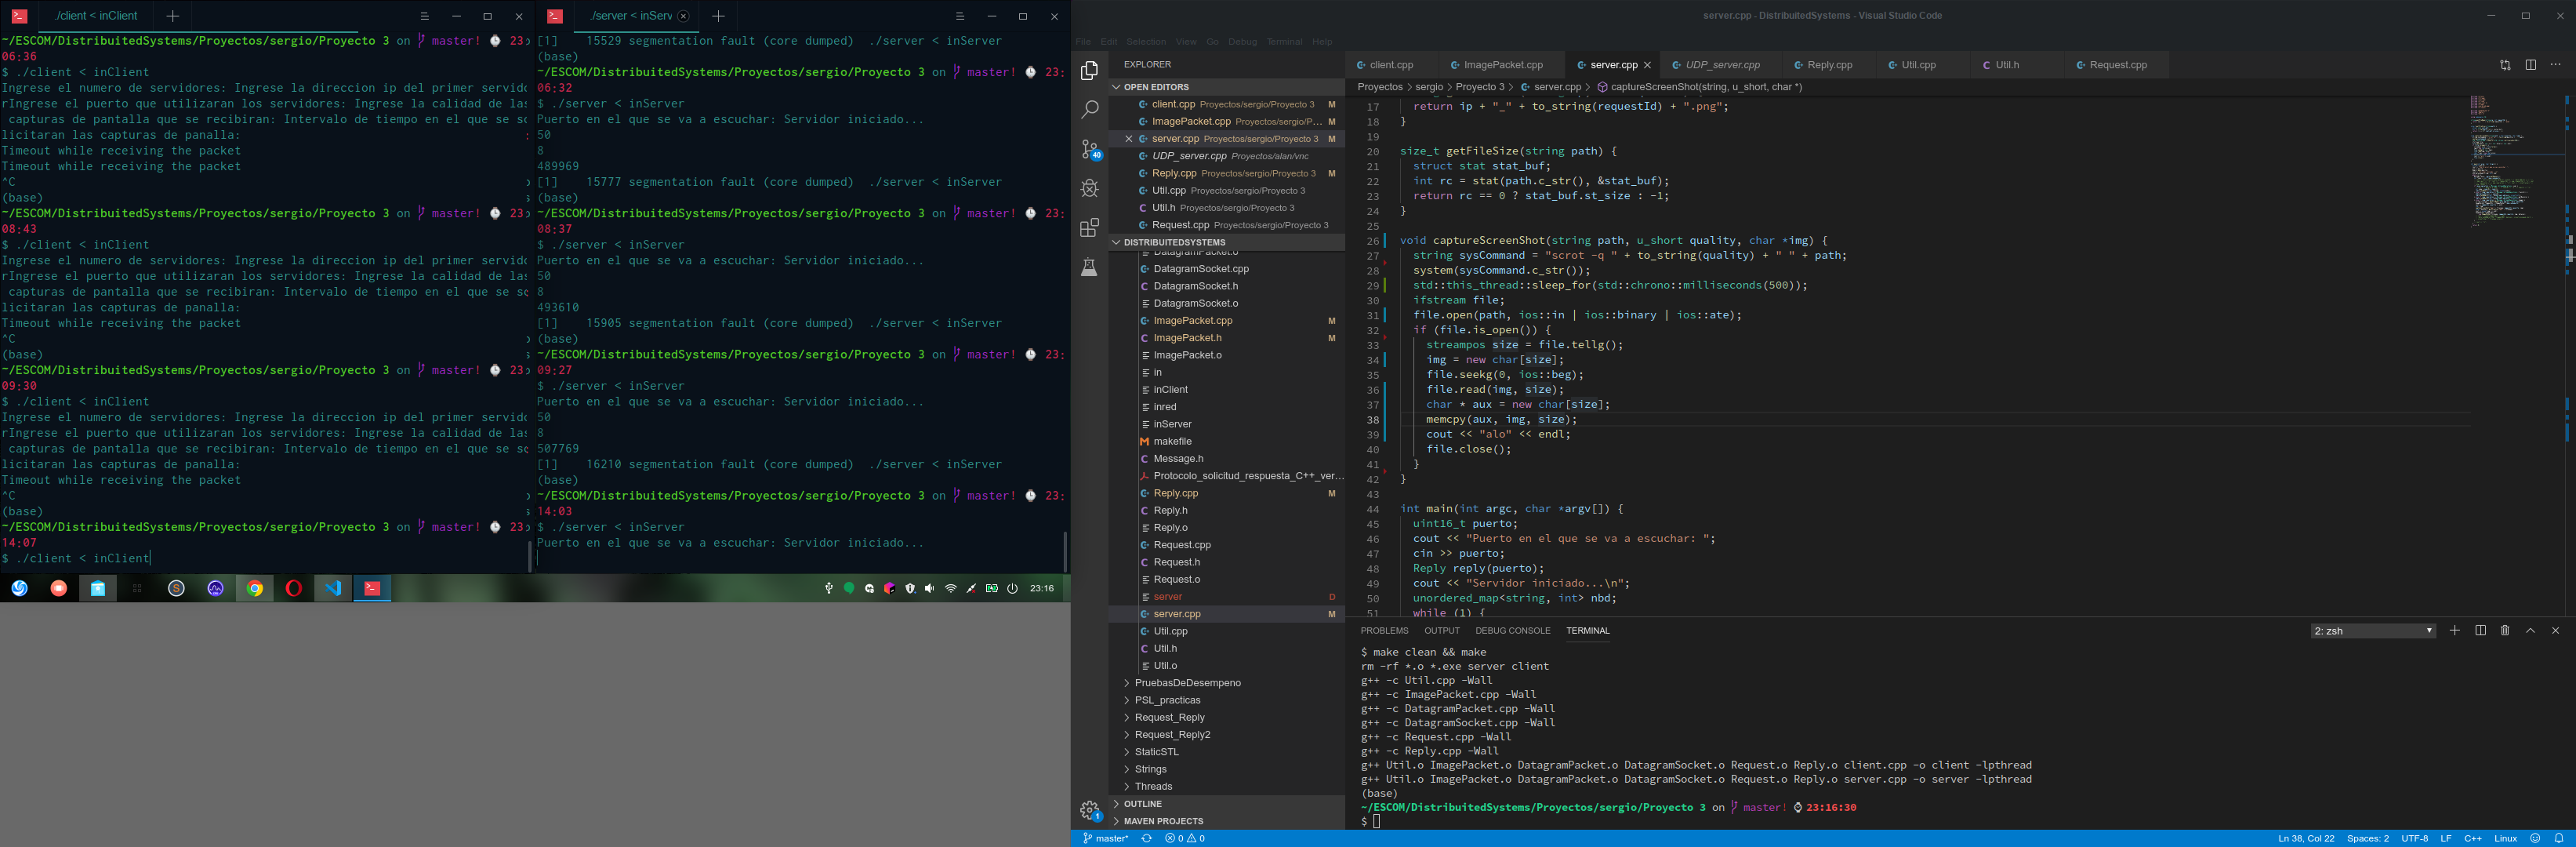 ./client < inClient
~/ESCOM/DistribuitedSystems/Proyectos/sergio/Proyecto 3 on master! 23:
06:36
$ ./client < inClient
Ingrese el numero de servidores: Ingrese la direccion ip del primer servido
rIngrese el puerto que utilizaran los servidores: Ingrese la calidad de las
capturas de pantalla que se recibiran: Intervalo de tiempo en el que se so
licitaran las capturas de panalla:
Timeout while receiving the packet
Timeout while receiving the packet
^C
(base)
~/ESCOM/DistribuitedSystems/Proyectos/sergio/Proyecto 3 on master! 23:
08:43
$ ./client < inClient
Ingrese el numero de servidores: Ingrese la direccion ip del primer servido
rIngrese el puerto que utilizaran los servidores: Ingrese la calidad de las
capturas de pantalla que se recibiran: Intervalo de tiempo en el que se so
licitaran las capturas de panalla:
Timeout while receiving the packet
^C
(base)
~/ESCOM/DistribuitedSystems/Proyectos/sergio/Proyecto 3 on master! 23:
09:30
$ ./client < inClient
Ingrese el numero de servidores: Ingrese la direccion ip del primer servido
rIngrese el puerto que utilizaran los servidores: Ingrese la calidad de las
capturas de pantalla que se recibiran: Intervalo de tiempo en el que se so
licitaran las capturas de panalla:
Timeout while receiving the packet
^C
(base)
~/ESCOM/DistribuitedSystems/Proyectos/sergio/Proyecto 3 on master! 23:
14:07
$ ./client < inClient
./server < inServ
[1] 15529 segmentation fault (core dumped) ./server < inServer
(base)
~/ESCOM/DistribuitedSystems/Proyectos/sergio/Proyecto 3 on master! 23:
06:32
$ ./server < inServer
Puerto en el que se va a escuchar: Servidor iniciado...
50
8
489969
[1] 15777 segmentation fault (core dumped) ./server < inServer
(base)
~/ESCOM/DistribuitedSystems/Proyectos/sergio/Proyecto 3 on master! 23:
08:37
$ ./server < inServer
Puerto en el que se va a escuchar: Servidor iniciado...
50
8
493610
[1] 15905 segmentation fault (core dumped) ./server < inServer
(base)
~/ESCOM/DistribuitedSystems/Proyectos/sergio/Proyecto 3 on master! 23:
09:27
$ ./server < inServer
Puerto en el que se va a escuchar: Servidor iniciado...
50
8
507769
[1] 16210 segmentation fault (core dumped) ./server < inServer
(base)
~/ESCOM/DistribuitedSystems/Proyectos/sergio/Proyecto 3 on master! 23:
14:03
$ ./server < inServer
Puerto en el que se va a escuchar: Servidor iniciado...
23:16
server.cpp - DistribuitedSystems - Visual Studio Code
File Edit Selection View Go Debug Terminal Help
EXPLORER
OPEN EDITORS
client.cpp Proyectos/sergio/Proyecto 3 M
ImagePacket.cpp Proyectos/sergio/P... M
server.cpp Proyectos/sergio/Proyecto 3 M
UDP_server.cpp Proyectos/alan/vnc
Reply.cpp Proyectos/sergio/Proyecto 3 M
Util.cpp Proyectos/sergio/Proyecto 3
Util.h Proyectos/sergio/Proyecto 3
Request.cpp Proyectos/sergio/Proyecto 3
DISTRIBUITEDSYSTEMS
DatagramPacket.o
DatagramSocket.cpp
DatagramSocket.h
DatagramSocket.o
ImagePacket.cpp M
ImagePacket.h M
ImagePacket.o
in
inClient
inred
inServer
makefile
Message.h
Protocolo_solicitud_respuesta_C++_ver...
Reply.cpp M
Reply.h
Reply.o
Request.cpp
Request.h
Request.o
server D
server.cpp M
Util.cpp
Util.h
Util.o
PruebasDeDesempeno
PSL_practicas
Request_Reply
Request_Reply2
StaticSTL
Strings
Threads
OUTLINE
MAVEN PROJECTS
40
1
client.cpp ImagePacket.cpp server.cpp UDP_server.cpp Reply.cpp Util.cpp Util.h Request.cpp
Proyectos > sergio > Proyecto 3 > server.cpp > captureScreenShot(string, u_short, char *)
17 return ip + "_" + to_string(requestId) + ".png";
18 }
19
20 size_t getFileSize(string path) {
21 struct stat stat_buf;
22 int rc = stat(path.c_str(), &stat_buf);
23 return rc == 0 ? stat_buf.st_size : -1;
24 }
25
26 void captureScreenShot(string path, u_short quality, char *img) {
27 string sysCommand = "scrot -q " + to_string(quality) + " " + path;
28 system(sysCommand.c_str());
29 std::this_thread::sleep_for(std::chrono::milliseconds(500));
30 ifstream file;
31 file.open(path, ios::in | ios::binary | ios::ate);
32 if (file.is_open()) {
33 streampos size = file.tellg();
34 img = new char[size];
35 file.seekg(0, ios::beg);
36 file.read(img, size);
37 char * aux = new char[size];
38 memcpy(aux, img, size);
39 cout << "alo" << endl;
40 file.close();
41 }
42 }
43
44 int main(int argc, char *argv[]) {
45 uint16_t puerto;
46 cout << "Puerto en el que se va a escuchar: ";
47 cin >> puerto;
48 Reply reply(puerto);
49 cout << "Servidor iniciado...\n";
50 unordered_map<string, int> nbd;
51 while (1) {
PROBLEMS OUTPUT DEBUG CONSOLE TERMINAL
2: zsh
$ make clean && make
rm -rf *.o *.exe server client
g++ -c Util.cpp -Wall
g++ -c ImagePacket.cpp -Wall
g++ -c DatagramPacket.cpp -Wall
g++ -c DatagramSocket.cpp -Wall
g++ -c Request.cpp -Wall
g++ -c Reply.cpp -Wall
g++ Util.o ImagePacket.o DatagramPacket.o DatagramSocket.o Request.o Reply.o client.cpp -o client -lpthread
g++ Util.o ImagePacket.o DatagramPacket.o DatagramSocket.o Request.o Reply.o server.cpp -o server -lpthread
(base)
~/ESCOM/DistribuitedSystems/Proyectos/sergio/Proyecto 3 on master! 23:16:30
$
master* 0 0 Ln 38, Col 22 Spaces: 2 UTF-8 LF C++ Linux